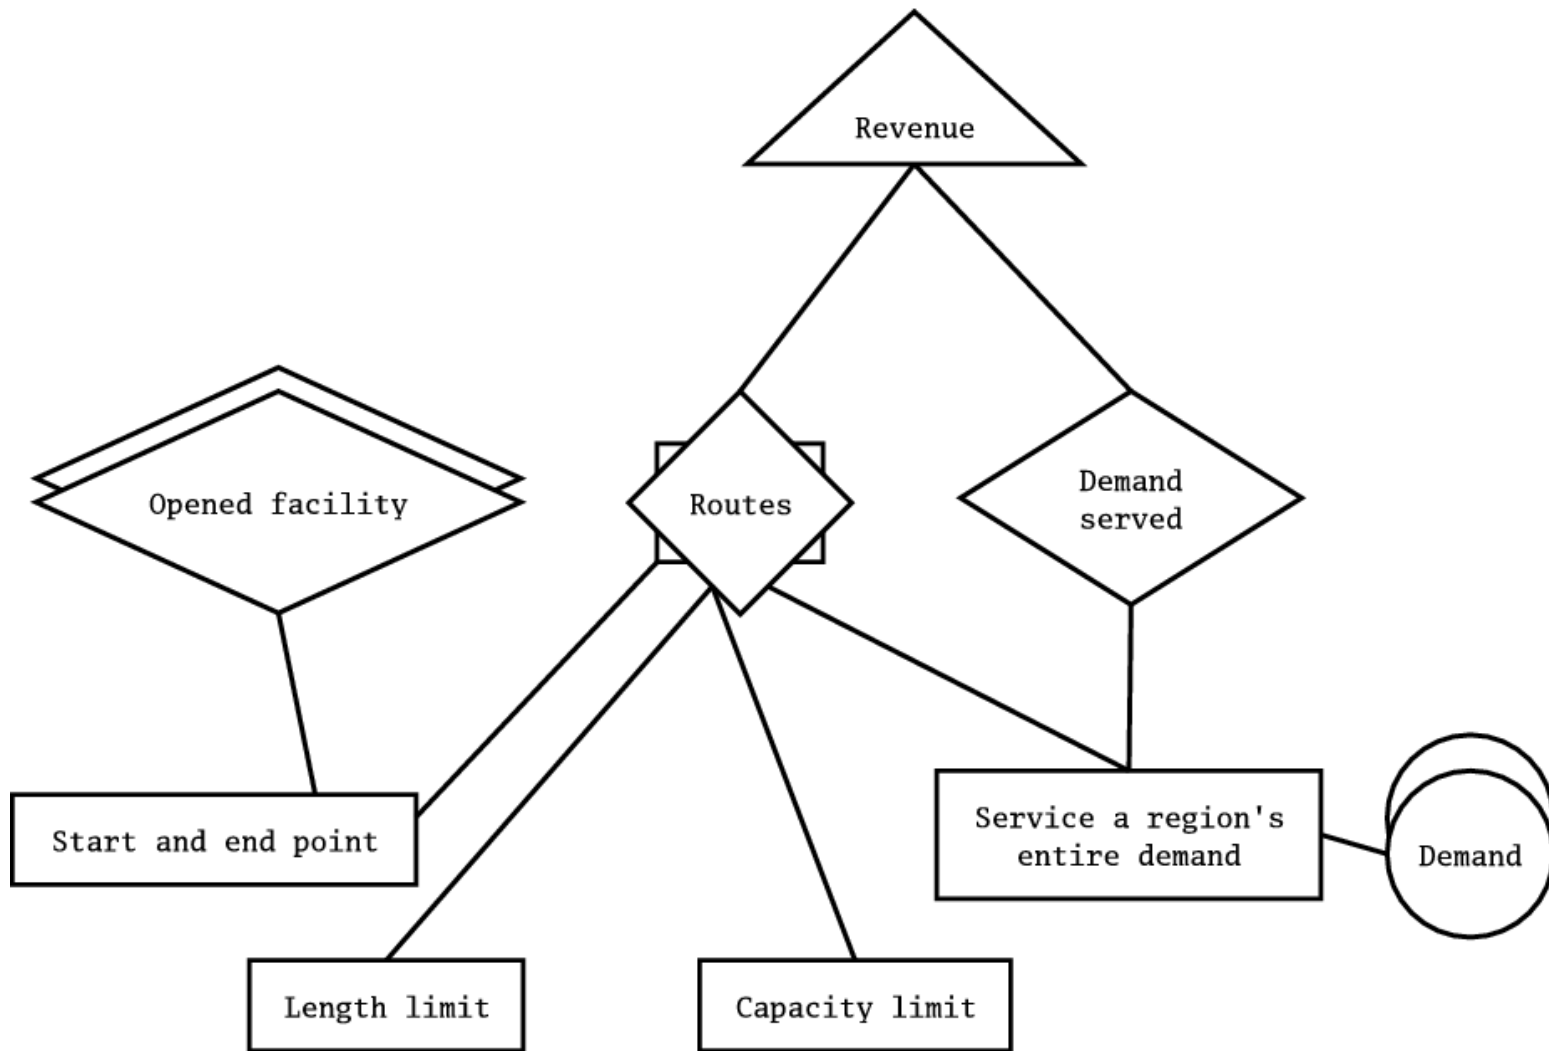 Revenue
Opened facility
Routes
Demand
served
Start and end point
Service a region's
entire demand
Demand
Length limit
Capacity limit